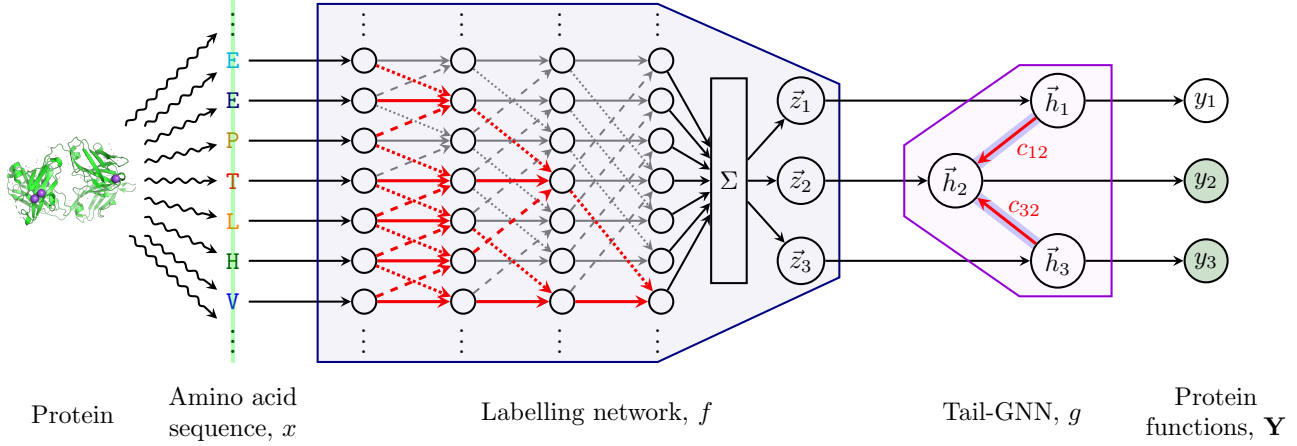 E
E
P
T
L
H
V
Σ
z⃗₁
z⃗₂
z⃗₃
h⃗₁
h⃗₂
h⃗₃
c₁₂
c₃₂
y₁
y₂
y₃
Protein
Amino acid
sequence, x
Labelling network, f
Tail-GNN, g
Protein
functions, Y